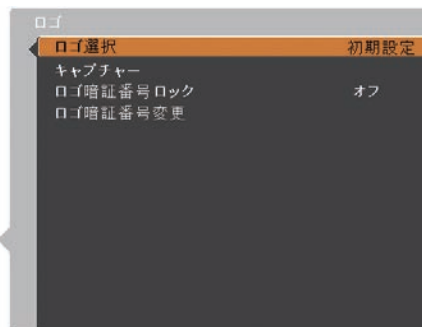 ロゴ
ロゴ選択 初期設定
キャプチャー
ロゴ暗証番号ロック オフ
ロゴ暗証番号変更